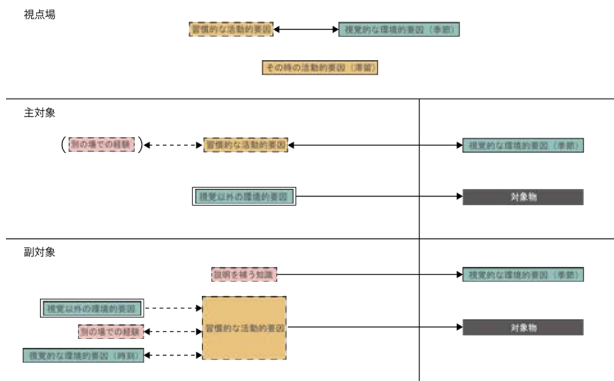 視点場
習慣的な活動的要因
視覚的な環境的要因（季節）
その時の活動的要因（滞留）
主対象
（別の場での経験）
習慣的な活動的要因
視覚的な環境的要因（季節）
視覚以外の環境的要因
対象物
副対象
説明を補う知識
視覚的な環境的要因（季節）
視覚以外の環境的要因
別の場での経験
視覚的な環境的要因（時刻）
習慣的な活動的要因
対象物